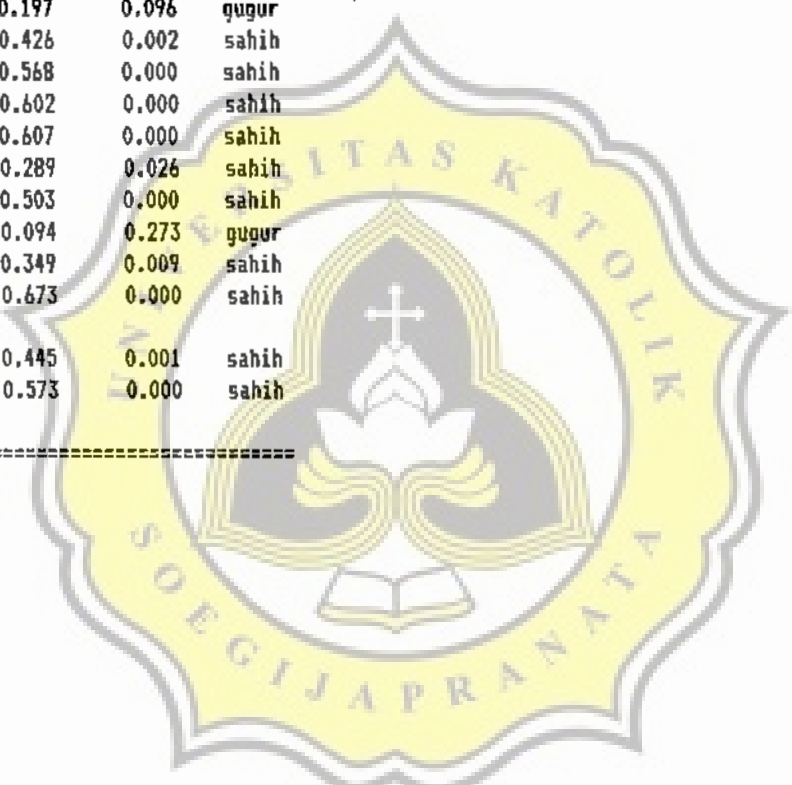 0.197 0.096 gugur
0.426 0.002 sahih
0.568 0.000 sahih
0.602 0.000 sahih
0.607 0.000 sahih
0.289 0.026 sahih
0.503 0.000 sahih
0.094 0.273 gugur
0.349 0.009 sahih
0.673 0.000 sahih
0.445 0.001 sahih
0.573 0.000 sahih
==============================
UNIVERSITAS KATOLIK
SOEGIJAPRANATA